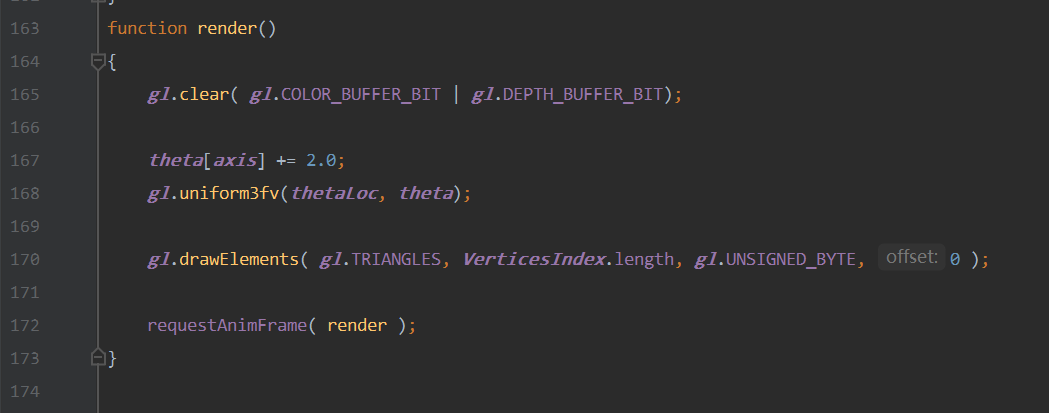 163 function render()
164 {
165 gl.clear( gl.COLOR_BUFFER_BIT | gl.DEPTH_BUFFER_BIT);
166
167 theta[axis] += 2.0;
168 gl.uniform3fv(thetaLoc, theta);
169
170 gl.drawElements( gl.TRIANGLES, VerticesIndex.length, gl.UNSIGNED_BYTE, offset: 0 );
171
172 requestAnimFrame( render );
173 }
174